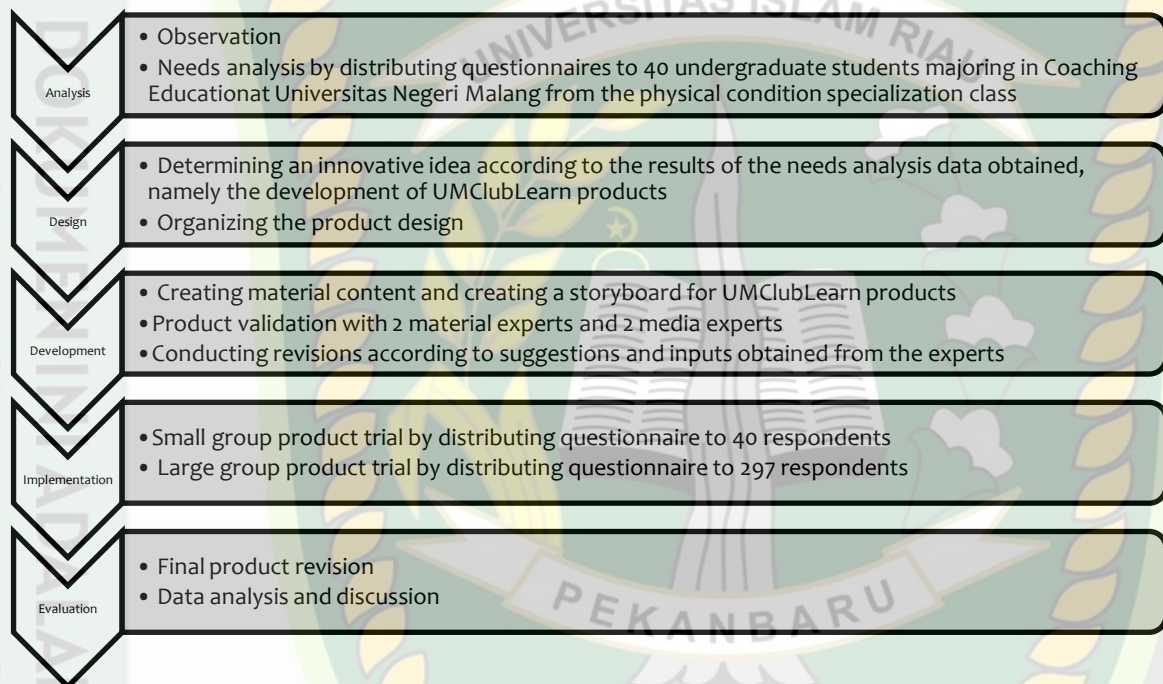 UNIVERSITAS ISLAM RIAU
Analysis
• Observation
• Needs analysis by distributing questionnaires to 40 undergraduate students majoring in Coaching
Educationat Universitas Negeri Malang from the physical condition specialization class
Design
• Determining an innovative idea according to the results of the needs analysis data obtained,
namely the development of UMClubLearn products
• Organizing the product design
Development
• Creating material content and creating a storyboard for UMClubLearn products
• Product validation with 2 material experts and 2 media experts
• Conducting revisions according to suggestions and inputs obtained from the experts
Implementation
• Small group product trial by distributing questionnaire to 40 respondents
• Large group product trial by distributing questionnaire to 297 respondents
Evaluation
• Final product revision
• Data analysis and discussion
PEKANBARU
DOKUMEN INI ADALA